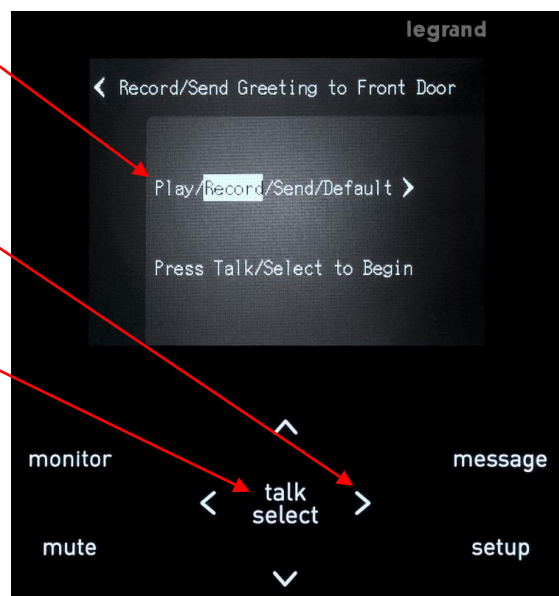 legrand
Record/Send Greeting to Front Door
Play/Record/Send/Default
Press Talk/Select to Begin
monitor
message
talk
select
mute
setup